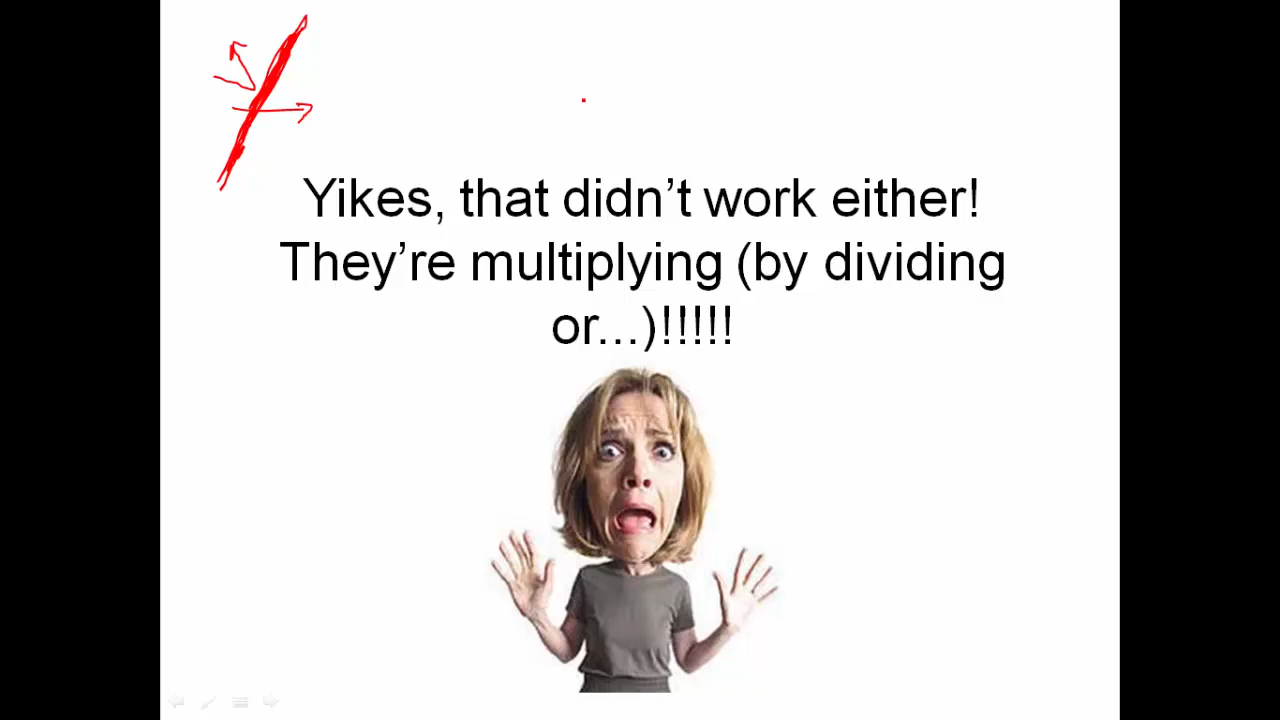 Yikes, that didn’t work either!
They’re multiplying (by dividing
or...)!!!!!